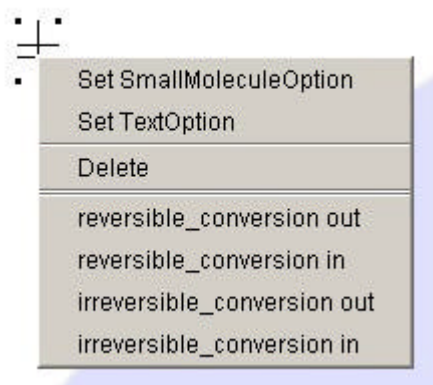 Set SmallMoleculeOption
Set TextOption
Delete
reversible_conversion out
reversible_conversion in
irreversible_conversion out
irreversible_conversion in